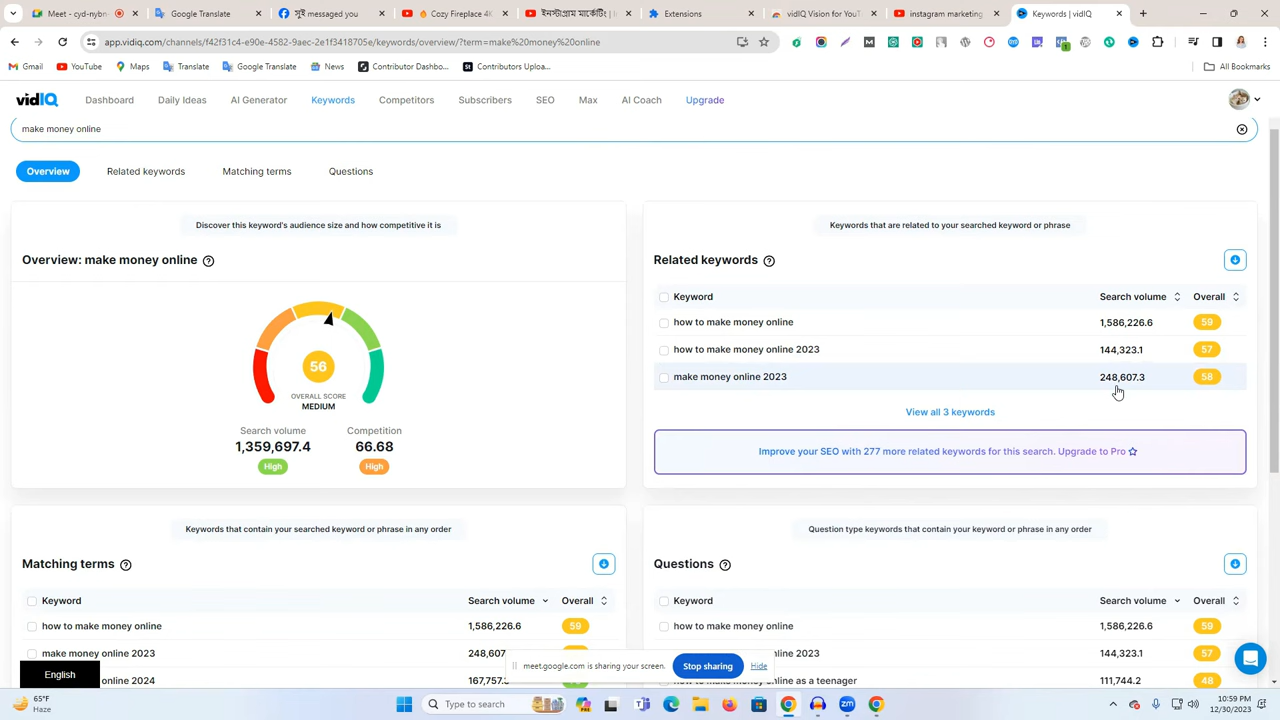 Google Translate
সুই
Cozy Fireplace 4K
ইনস্টাগ্রাম মার্কেটিং |
Extensions
vidIQ Vision for YouT
instagram marketing
Keywords | vidIQ
app.vidiq.com/channels/f42f31c4-e90e-4582-9aec-2e1f3418705e/keywords/overview/?term=make%20money%20online
Gmail
YouTube
Maps
Translate
Google Translate
News
Contributor Dashbo...
Contributors Uploa...
All Bookmarks
vidIQ
Dashboard
Daily Ideas
AI Generator
Keywords
Competitors
Subscribers
SEO
Max
AI Coach
Upgrade
make money online
Overview
Related keywords
Matching terms
Questions
Discover this keyword's audience size and how competitive it is
Overview: make money online
56
OVERALL SCORE
MEDIUM
Search volume
1,359,697.4
High
Competition
66.68
High
Keywords that are related to your searched keyword or phrase
Related keywords
Keyword Search volume Overall
how to make money online 1,586,226.6 59
how to make money online 2023 144,323.1 57
make money online 2023 248,607.3 58
View all 3 keywords
Improve your SEO with 277 more related keywords for this search. Upgrade to Pro
Keywords that contain your searched keyword or phrase in any order
Matching terms
Keyword Search volume Overall
how to make money online 1,586,226.6 59
make money online 2023 248,607
online 2024 167,757.
Question type keywords that contain your keyword or phrase in any order
Questions
Keyword Search volume Overall
how to make money online 1,586,226.6 59
online 2023 144,323.1 57
online as a teenager 111,744.2 48
English
meet.google.com is sharing your screen.
Stop sharing
Hide
65°F
Haze
Type to search
10:59 PM
12/30/2023